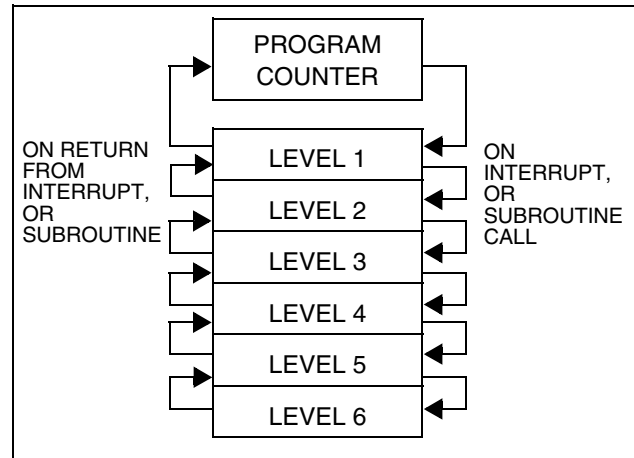 PROGRAM
COUNTER
ON RETURN
FROM
INTERRUPT,
OR
SUBROUTINE
LEVEL 1
LEVEL 2
LEVEL 3
LEVEL 4
LEVEL 5
LEVEL 6
ON
INTERRUPT,
OR
SUBROUTINE
CALL